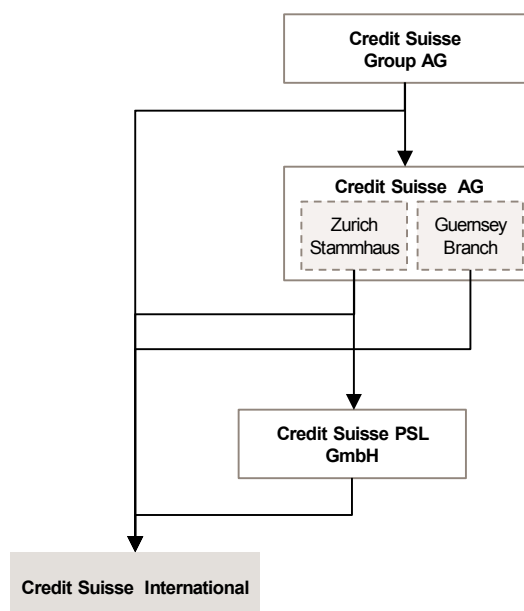 Credit Suisse
Group AG
Credit Suisse AG
Zurich
Stammhaus
Guernsey
Branch
Credit Suisse PSL
GmbH
Credit Suisse International